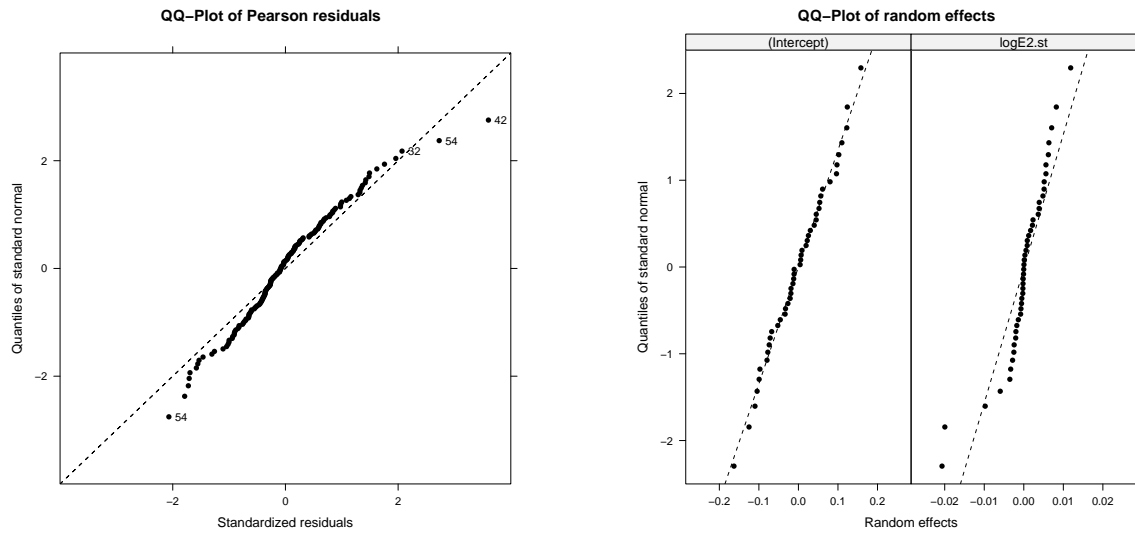 QQ−Plot of Pearson residuals
Quantiles of standard normal
2
0
−2
42
54
32
54
−2
0
2
Standardized residuals
QQ−Plot of random effects
(Intercept)
logE2.st
Quantiles of standard normal
2
1
0
−1
−2
−0.2 −0.1 0.0 0.1 0.2
−0.02 −0.01 0.00 0.01 0.02
Random effects